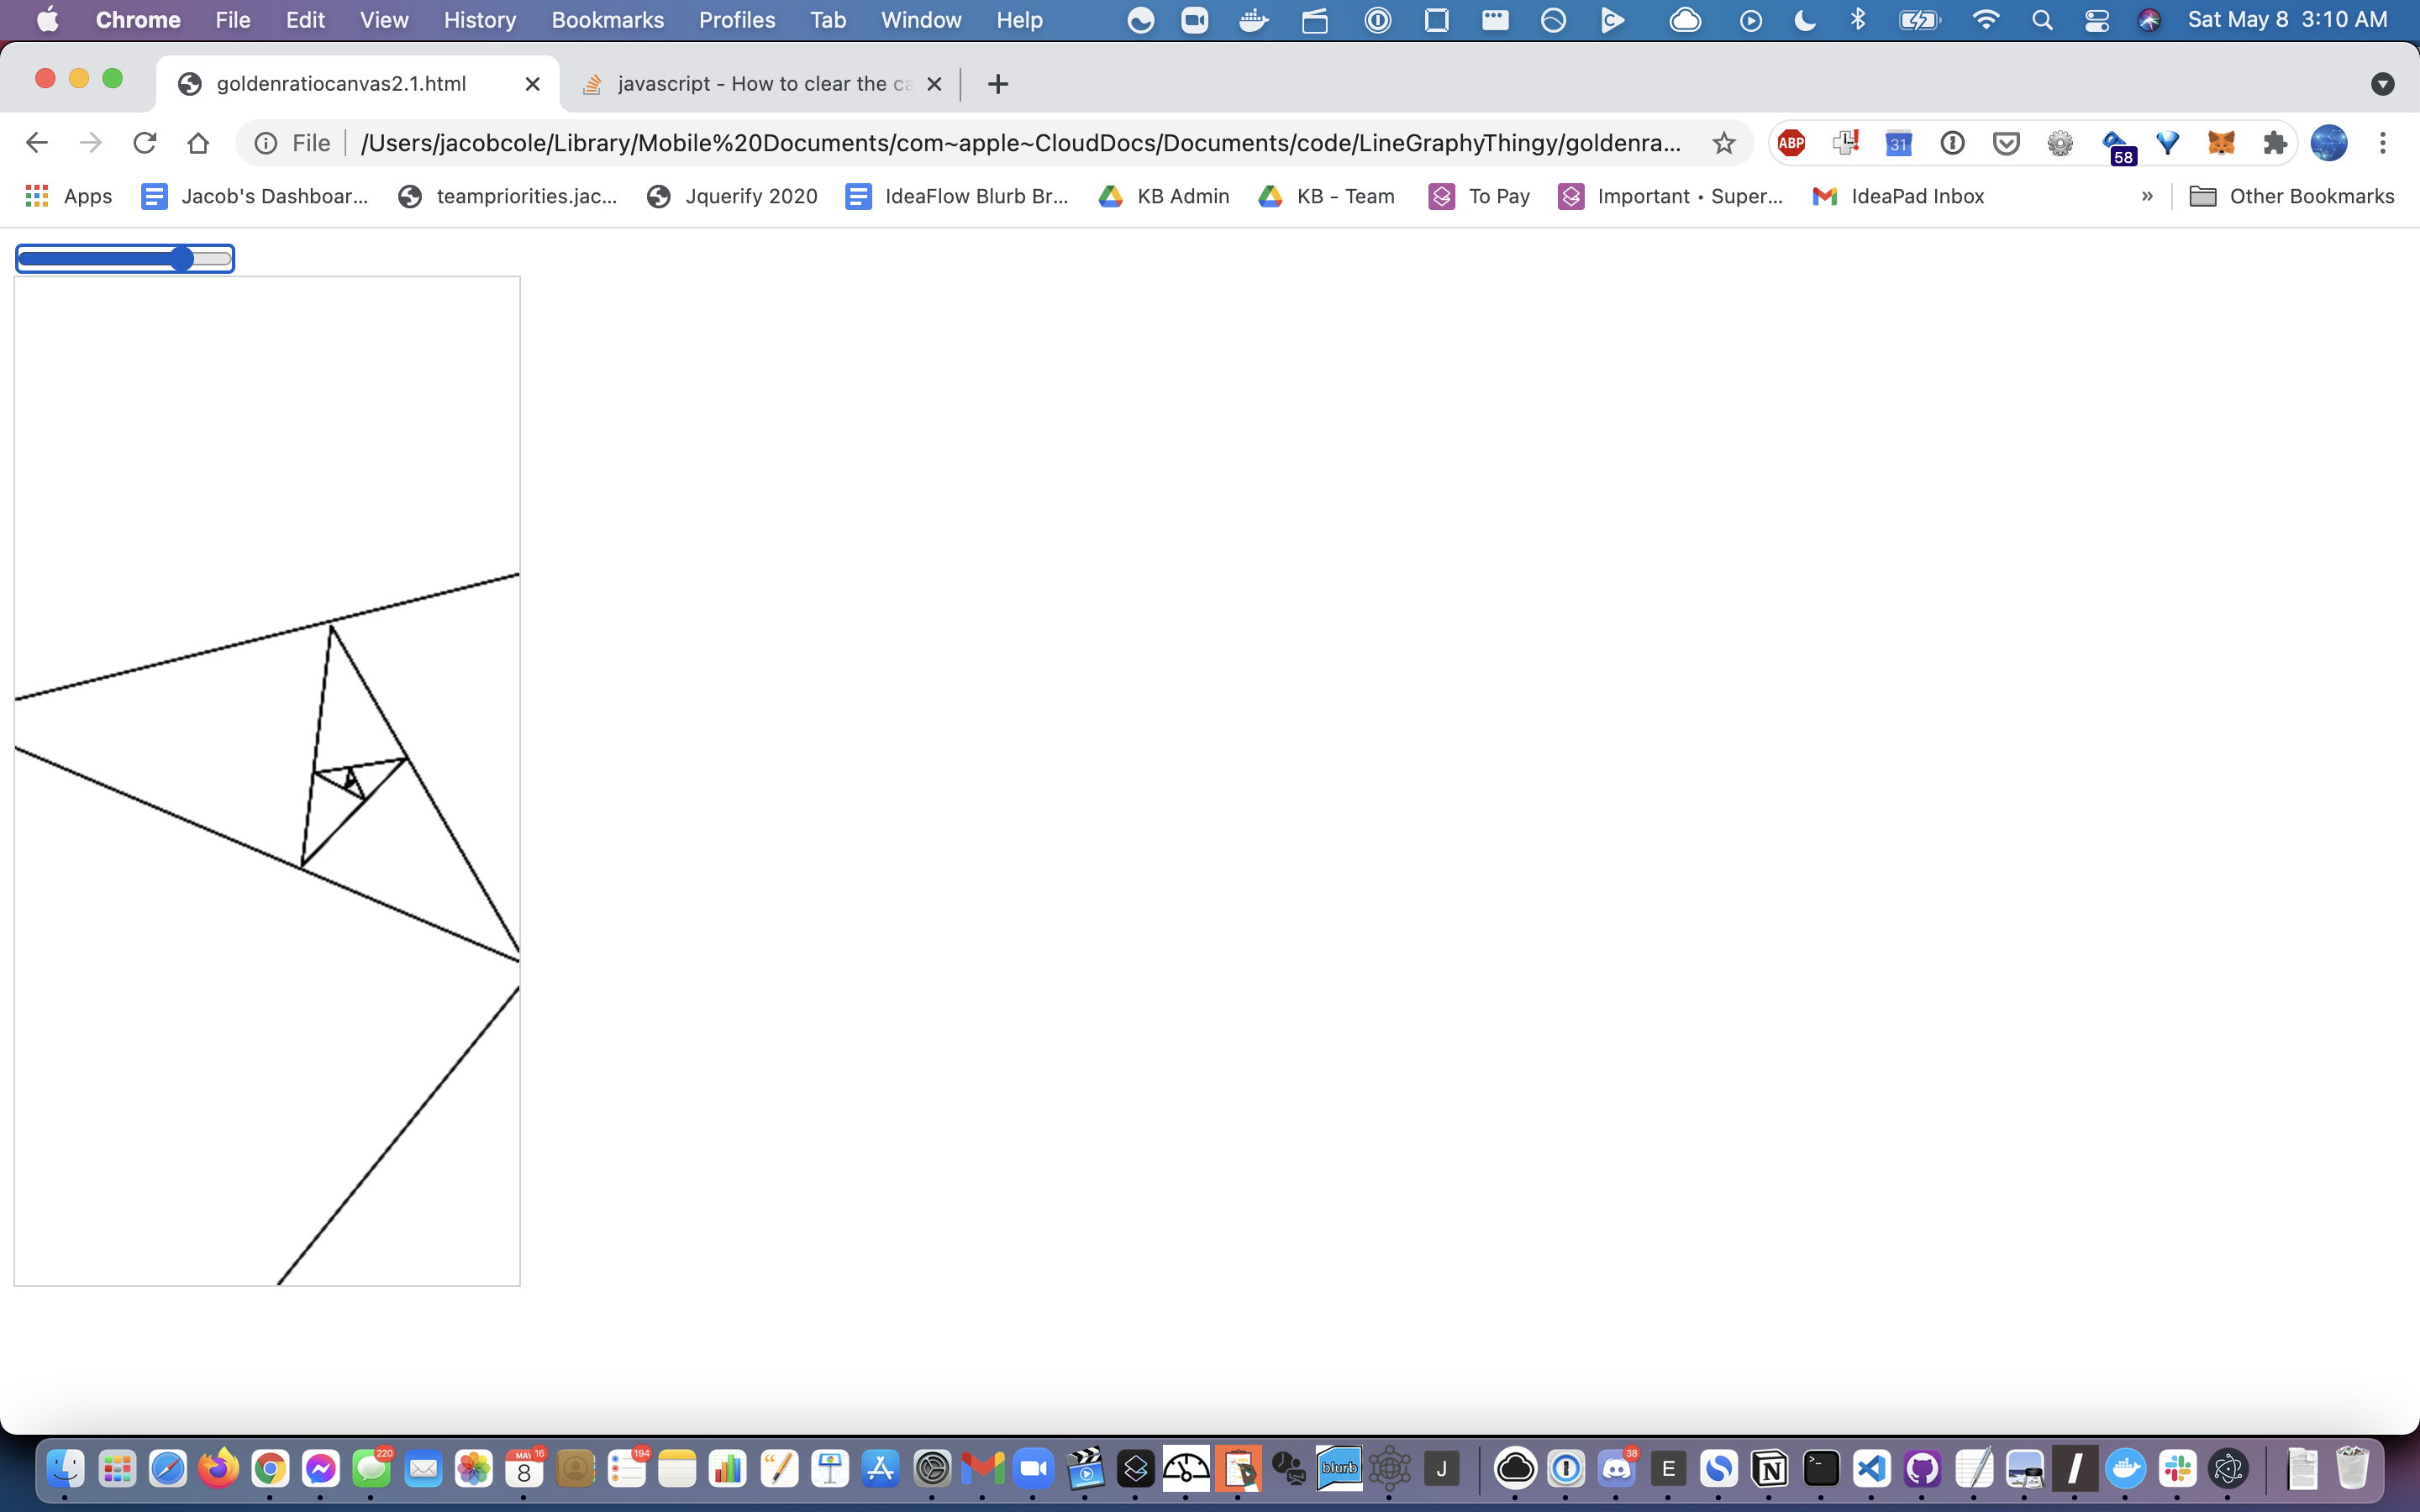 Chrome File Edit View History Bookmarks Profiles Tab Window Help Sat May 8 3:10 AM
goldenratiocanvas2.1.html javascript - How to clear the ca
File /Users/jacobcole/Library/Mobile%20Documents/com~apple~CloudDocs/Documents/code/LineGraphyThingy/goldenra... ABP 31 58
Apps Jacob's Dashboar... teampriorities.jac... Jquerify 2020 IdeaFlow Blurb Br... KB Admin KB - Team To Pay Important • Super... IdeaPad Inbox » Other Bookmarks
220 MAY 8 16 194 blurb J 38 E N